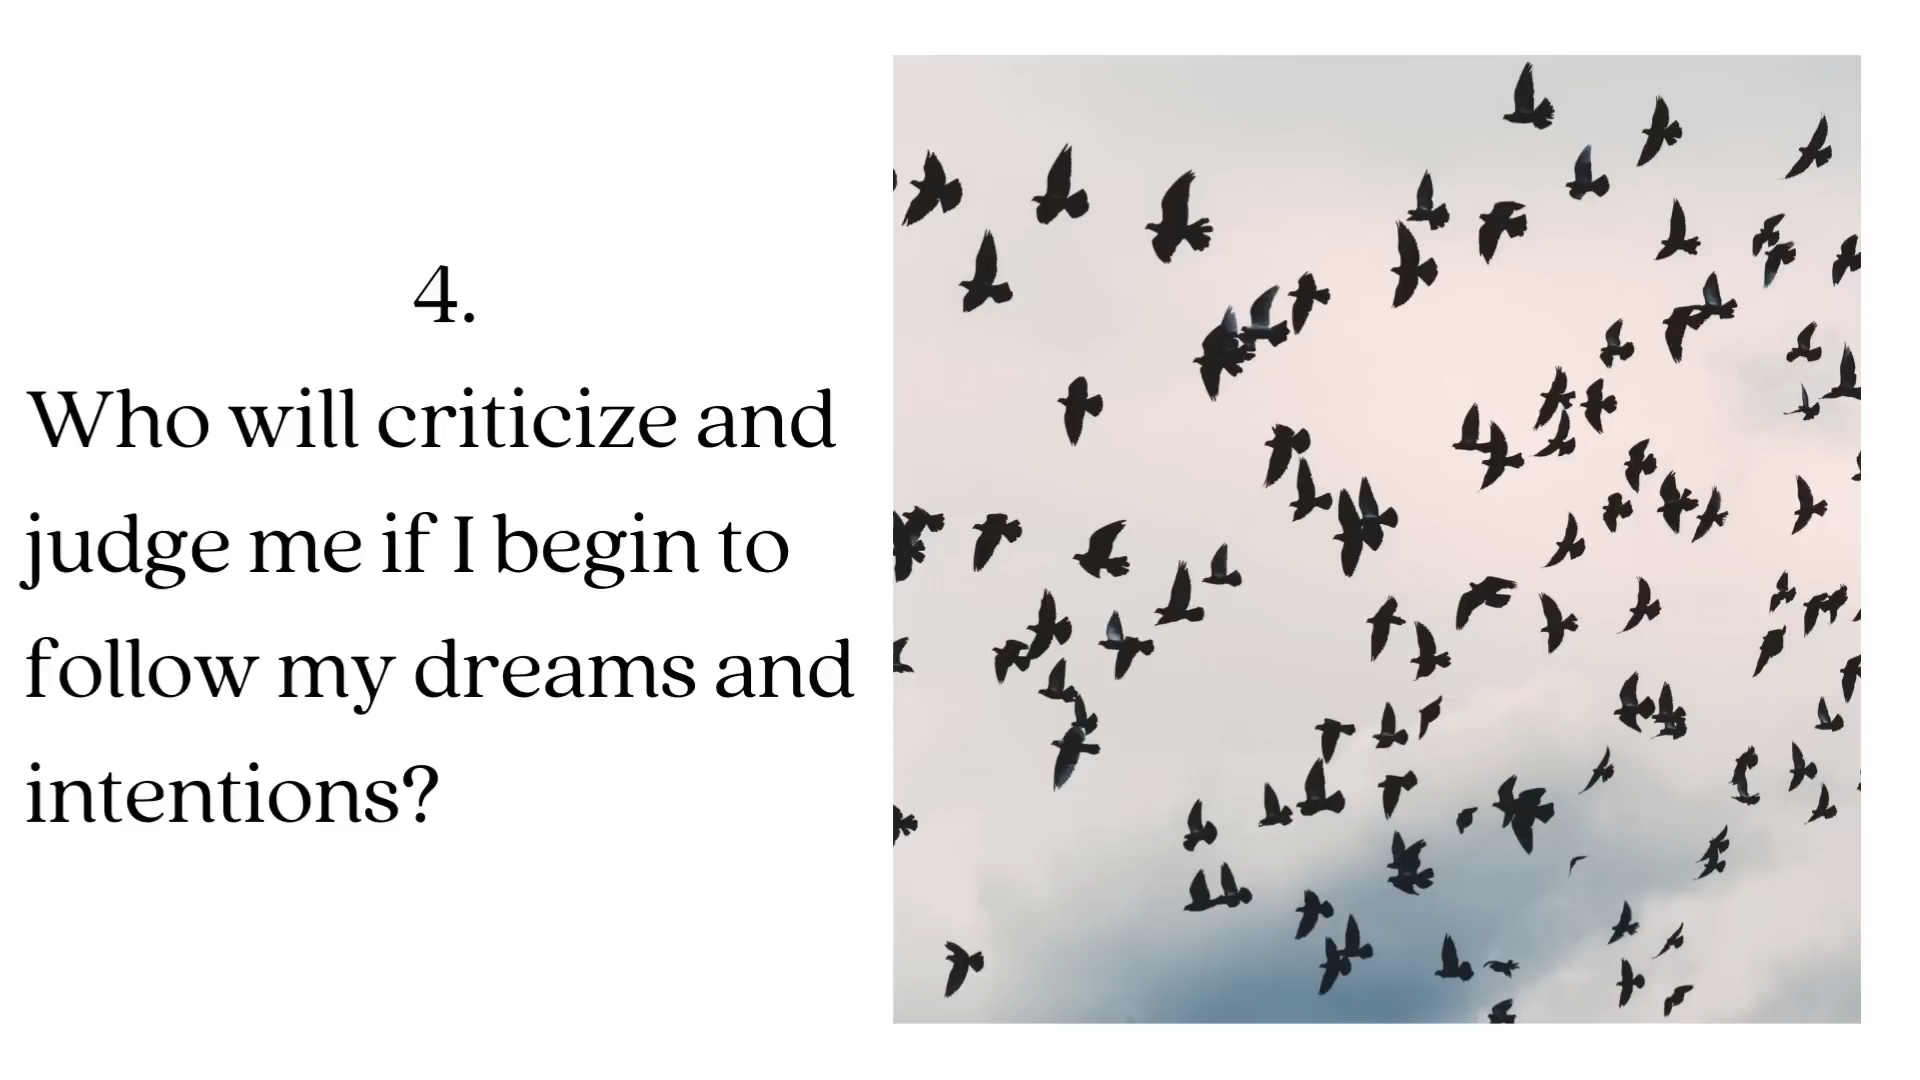 4.
Who will criticize and
judge me if I begin to
follow my dreams and
intentions?